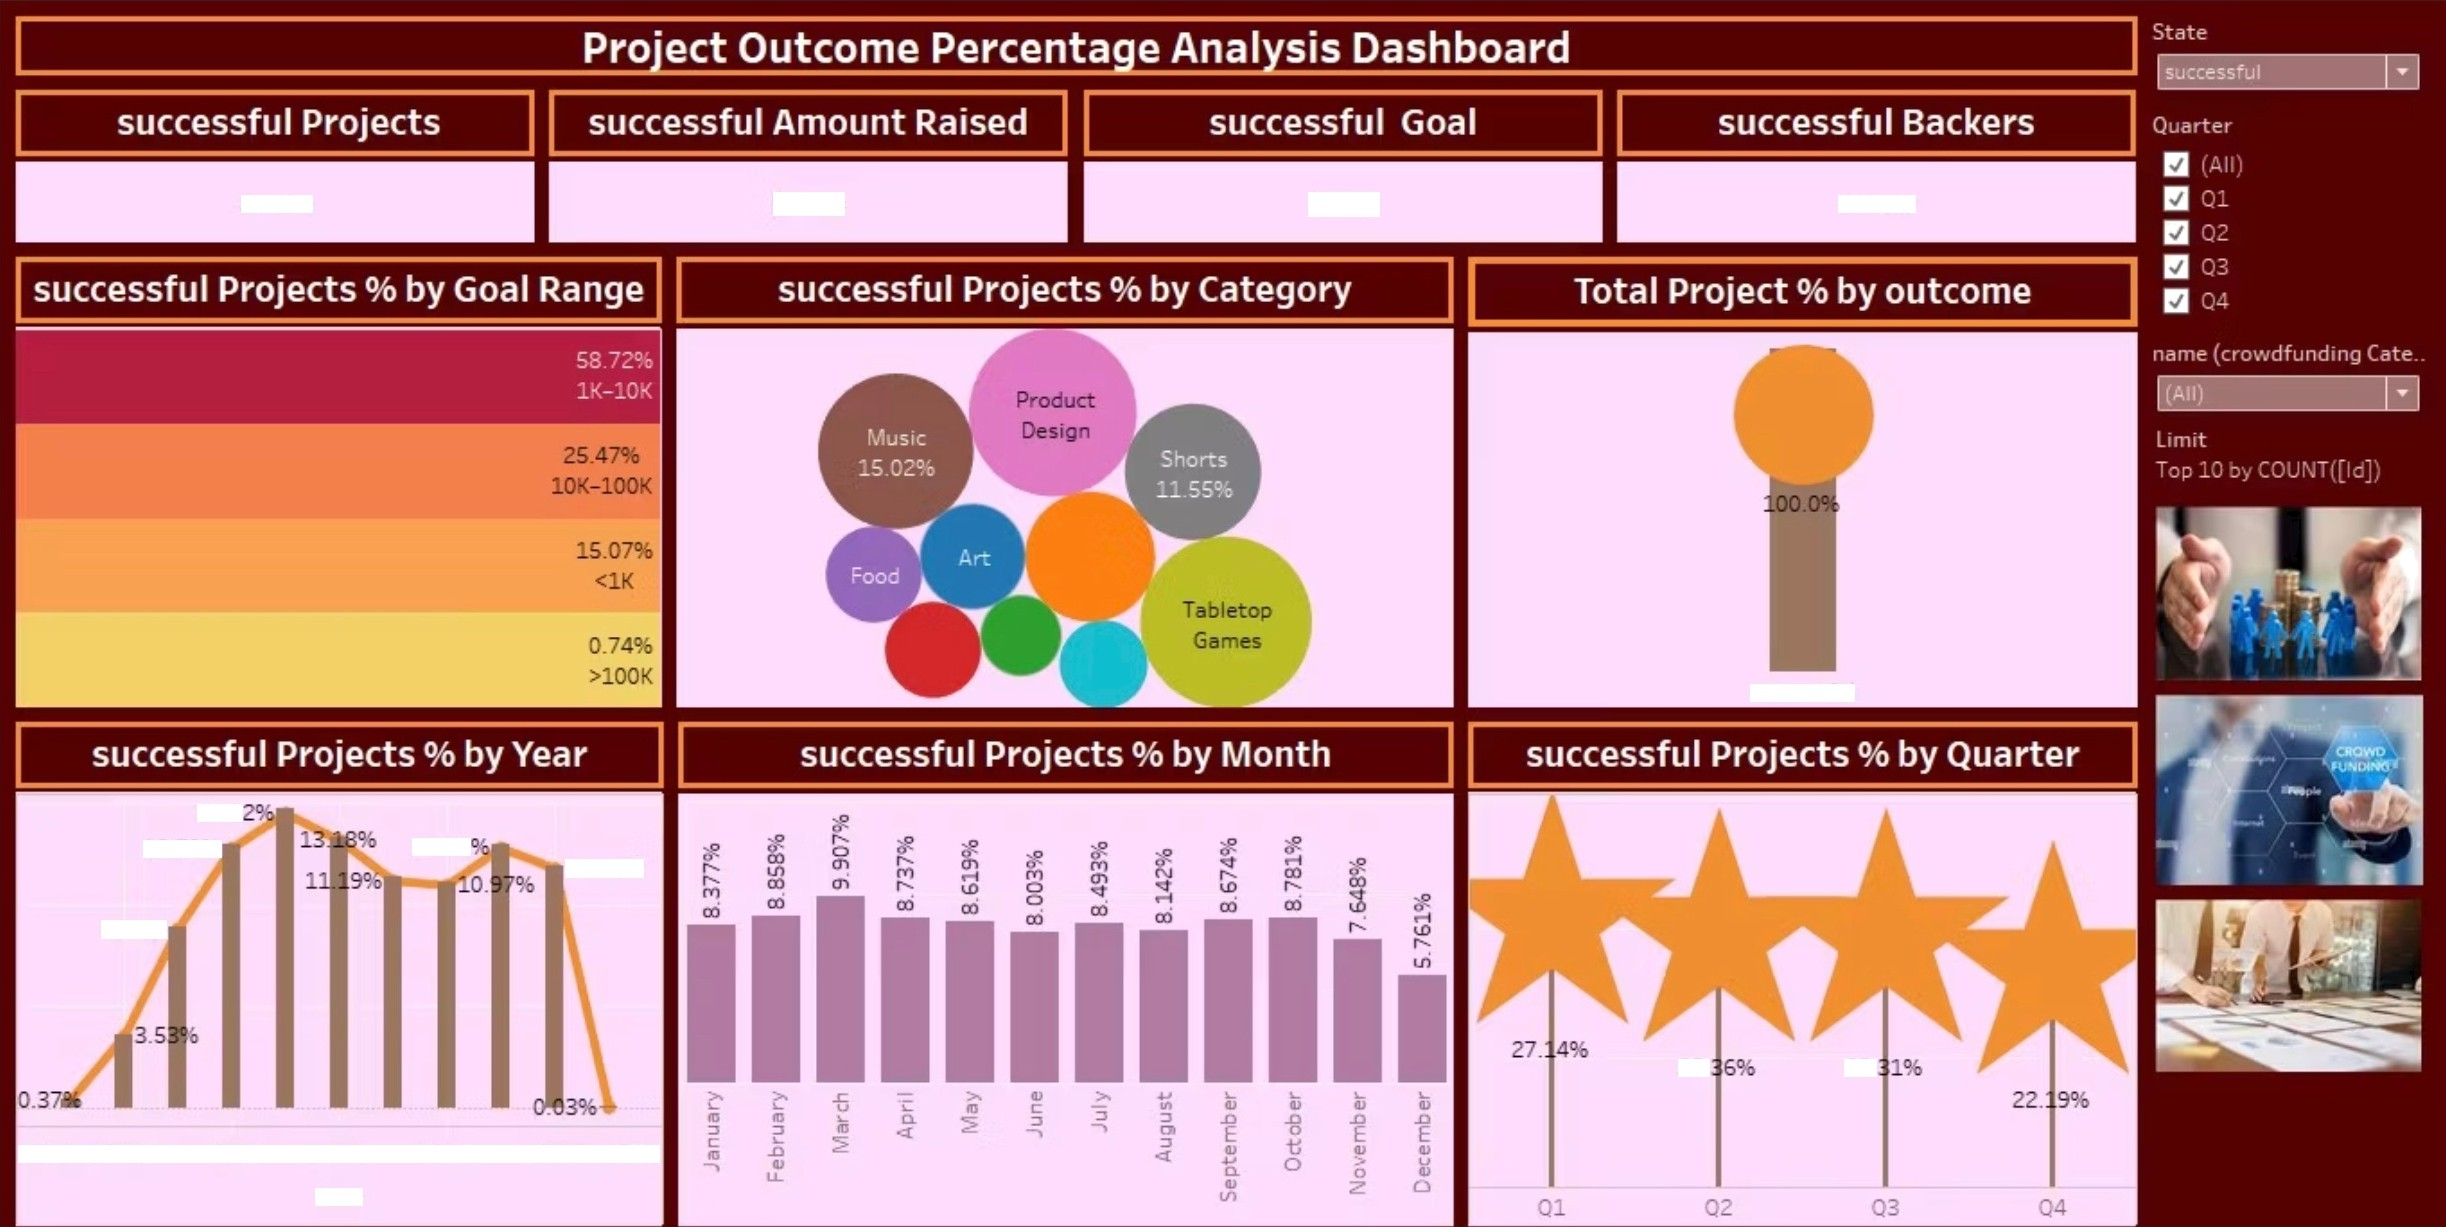 Project Outcome Percentage Analysis Dashboard
successful Projects
successful Amount Raised
successful Goal
successful Backers
successful Projects % by Goal Range
58.72%
1K–10K
25.47%
10K–100K
15.07%
<1K
0.74%
>100K
successful Projects % by Category
Product
Design
Music
15.02%
Shorts
11.55%
Food
Art
Tabletop
Games
Total Project % by outcome
100.0%
successful Projects % by Year
0.37%
3.53%
2%
13.18%
11.19%
%
10.97%
0.03%
successful Projects % by Month
8.377%
8.858%
9.907%
8.737%
8.619%
8.003%
8.493%
8.142%
8.674%
8.781%
7.648%
5.761%
January
February
March
April
May
June
July
August
September
October
November
December
successful Projects % by Quarter
27.14%
36%
31%
22.19%
Q1
Q2
Q3
Q4
State
successful
Quarter
(All)
Q1
Q2
Q3
Q4
name (crowdfunding Cate..
(All)
Limit
Top 10 by COUNT([Id])
CROWD
FUNDING
People